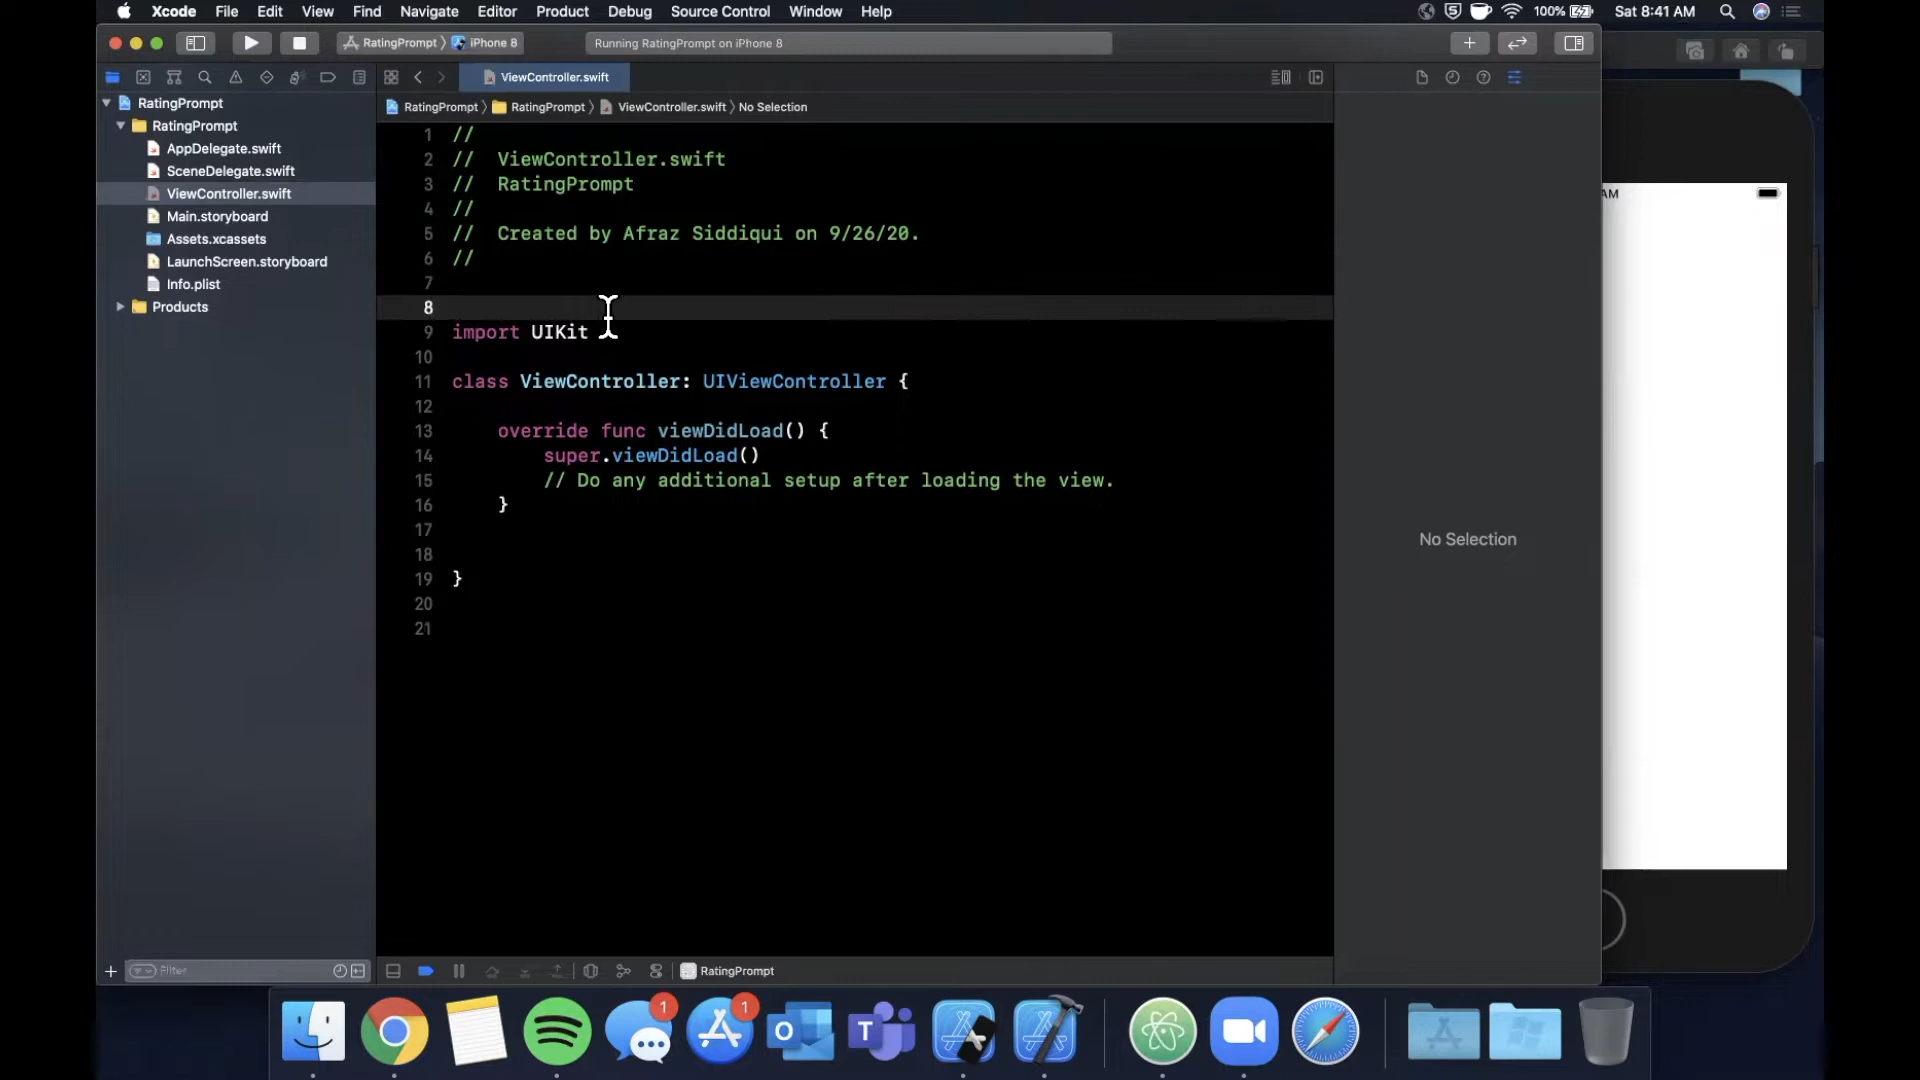 Xcode File Edit View Find Navigate Editor Product Debug Source Control Window Help 100% Sat 8:41 AM
RatingPrompt iPhone 8 Running RatingPrompt on iPhone 8
ViewController.swift
RatingPrompt RatingPrompt ViewController.swift No Selection
RatingPrompt
RatingPrompt
AppDelegate.swift
SceneDelegate.swift
ViewController.swift
Main.storyboard
Assets.xcassets
LaunchScreen.storyboard
Info.plist
Products
1 //
2 // ViewController.swift
3 // RatingPrompt
4 //
5 // Created by Afraz Siddiqui on 9/26/20.
6 //
7
8
9 import UIKit
10
11 class ViewController: UIViewController {
12
13 override func viewDidLoad() {
14 super.viewDidLoad()
15 // Do any additional setup after loading the view.
16 }
17
18
19 }
20
21
No Selection
AM
Filter
RatingPrompt
1
1